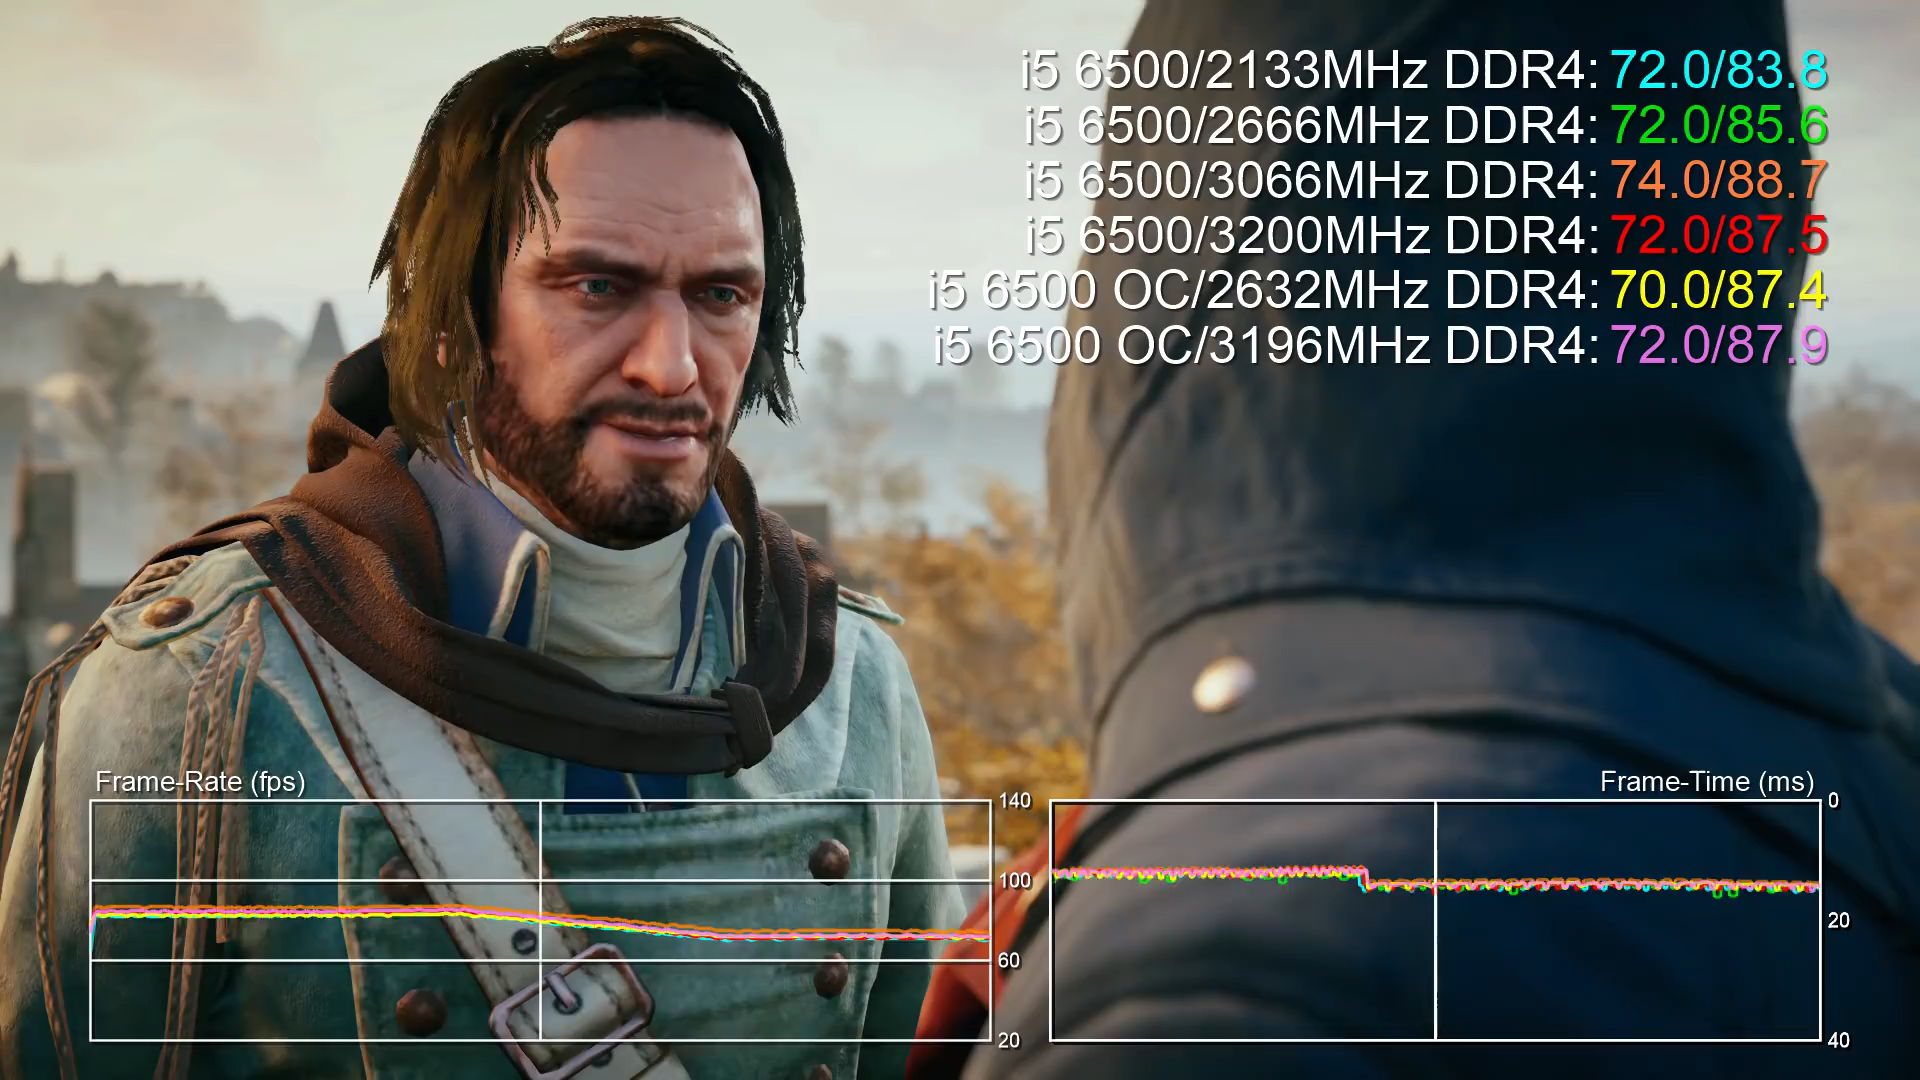 i5 6500/2133MHz DDR4: 72.0/83.8
i5 6500/2666MHz DDR4: 72.0/85.6
i5 6500/3066MHz DDR4: 74.0/88.7
i5 6500/3200MHz DDR4: 72.0/87.5
i5 6500 OC/2632MHz DDR4: 70.0/87.4
i5 6500 OC/3196MHz DDR4: 72.0/87.9
Frame-Rate (fps)
140
100
60
20
Frame-Time (ms)
0
20
40